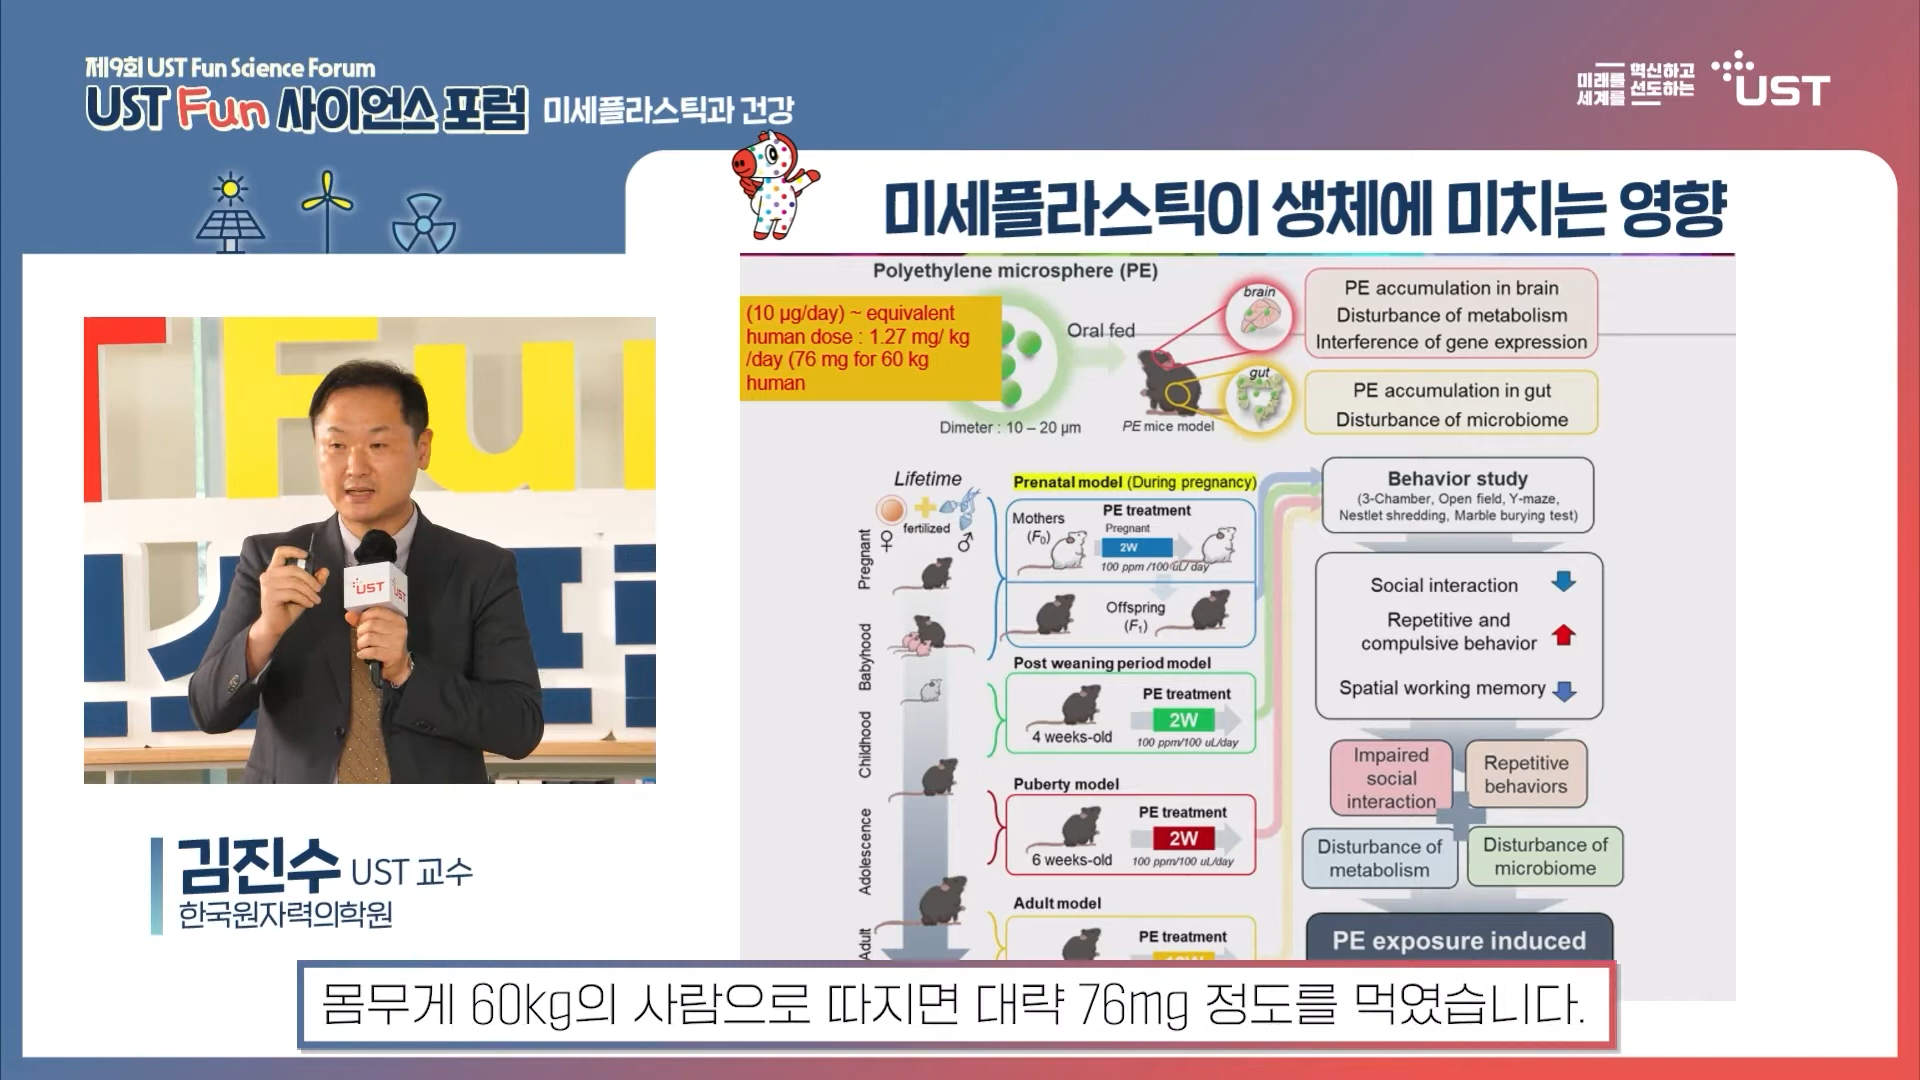 제9회 UST Fun Science Forum
UST Fun 사이언스 포럼 미세플라스틱과 건강
미래를 혁신하고
세계를 선도하는
UST
미세플라스틱이 생체에 미치는 영향
Polyethylene microsphere (PE)
(10 µg/day) ~ equivalent
human dose : 1.27 mg/ kg
/day (76 mg for 60 kg
human
Oral fed
Dimeter : 10 – 20 µm
PE mice model
brain
gut
PE accumulation in brain
Disturbance of metabolism
Interference of gene expression
PE accumulation in gut
Disturbance of microbiome
Lifetime
fertilized
♀
♂
Pregnant
Babyhood
Childhood
Adolescence
Adult
Prenatal model (During pregnancy)
Mothers
(F0)
PE treatment
Pregnant
2W
100 ppm /100 uL/ day
Offspring
(F1)
Post weaning period model
PE treatment
2W
4 weeks-old
100 ppm/100 uL/day
Puberty model
PE treatment
2W
6 weeks-old
100 ppm/100 uL/day
Adult model
PE treatment
Behavior study
(3-Chamber, Open field, Y-maze,
Nestlet shredding, Marble burying test)
Social interaction
Repetitive and
compulsive behavior
Spatial working memory
Impaired
social
interaction
Repetitive
behaviors
Disturbance of
metabolism
Disturbance of
microbiome
PE exposure induced
Fu
UST
UST
김진수 UST 교수
한국원자력의학원
몸무게 60kg의 사람으로 따지면 대략 76mg 정도를 먹였습니다.